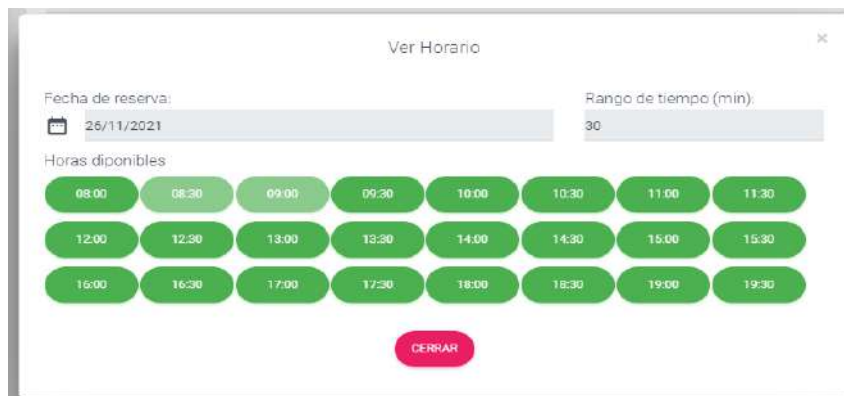 Ver Horario
×
Fecha de reserva:
Rango de tiempo (min):
26/11/2021
30
Horas diponibles
08:00 08:30 09:00 09:30 10:00 10:30 11:00 11:30
12:00 12:30 13:00 13:30 14:00 14:30 15:00 15:30
16:00 16:30 17:00 17:30 18:00 18:30 19:00 19:30
CERRAR